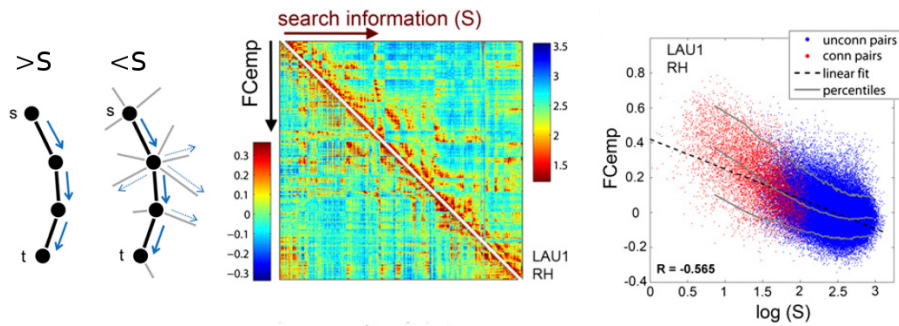 >S
<S
s
t
s
t
search information (S)
FCemp
0.3
0.2
0.1
0
−0.1
−0.2
−0.3
3.5
3
2.5
2
1.5
LAU1
RH
LAU1
RH
unconn pairs
conn pairs
linear fit
percentiles
FCemp
0.8
0.6
0.4
0.2
0
-0.2
-0.4
R = -0.565
0
0.5
1.0
1.5
2.0
2.5
3.0
log (S)